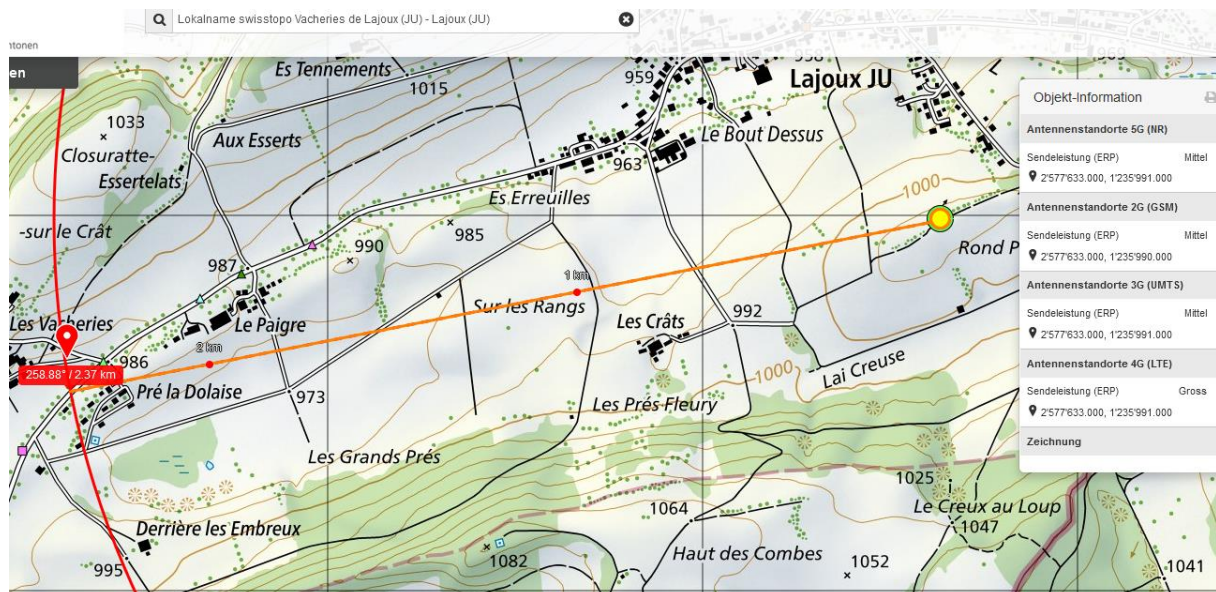 Lokalname swisstopo Vacheries de Lajoux (JU) - Lajoux (JU)
ntonen
en
Es Tennements
1015
959
958
969
Lajoux JU
Objekt-Information
Antennenstandorte 5G (NR)
Sendeleistung (ERP) Mittel
2'577'633.000, 1'235'991.000
Antennenstandorte 2G (GSM)
Sendeleistung (ERP) Mittel
2'577'633.000, 1'235'990.000
Antennenstandorte 3G (UMTS)
Sendeleistung (ERP) Mittel
2'577'633.000, 1'235'991.000
Antennenstandorte 4G (LTE)
Sendeleistung (ERP) Gross
2'577'633.000, 1'235'991.000
Zeichnung
1033
Aux Esserts
Le Bout Dessus
Closuratte-
Essertelats
963
1000
Es Erreuilles
-sur le Crât
985
990
Rond P
987
1 km
Sur les Rangs
Les Vacheries
Le Paigre
Les Crâts
992
2 km
986
258.88° / 2.37 km
Pré la Dolaise
973
1000
Lai Creuse
Les Prés Fleury
Les Grands Prés
1025
Le Creux au Loup
1064
1047
Derrière les Embreux
Haut des Combes
995
1082
1052
1041